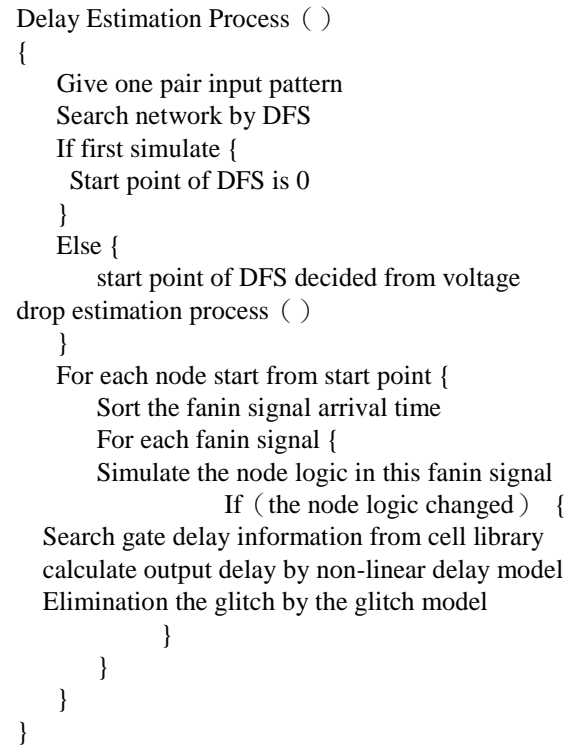 Delay Estimation Process（）
{
Give one pair input pattern
Search network by DFS
If first simulate {
Start point of DFS is 0
}
Else {
start point of DFS decided from voltage
drop estimation process（）
}
For each node start from start point {
Sort the fanin signal arrival time
For each fanin signal {
Simulate the node logic in this fanin signal
If（the node logic changed） {
Search gate delay information from cell library
calculate output delay by non-linear delay model
Elimination the glitch by the glitch model
}
}
}
}